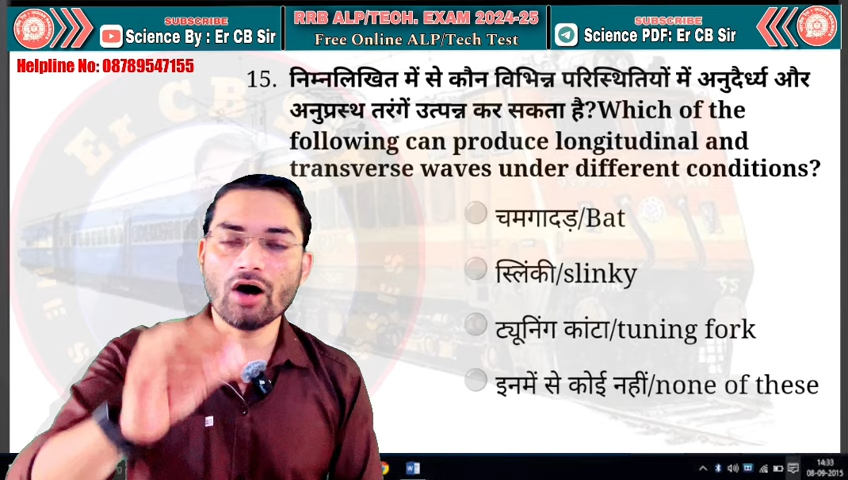 SUBSCRIBE
Science By : Er CB Sir
RRB ALP/TECH. EXAM 2024-25
Free Online ALP/Tech Test
SUBSCRIBE
Science PDF: Er CB Sir
Helpline No: 08789547155
15. निम्नलिखित में से कौन विभिन्न परिस्थितियों में अनुदैर्ध्य और
अनुप्रस्थ तरंगें उत्पन्न कर सकता है?Which of the
following can produce longitudinal and
transverse waves under different conditions?
चमगादड़/Bat
स्लिंकी/slinky
ट्यूनिंग कांटा/tuning fork
इनमें से कोई नहीं/none of these
14:33
08-09-2015